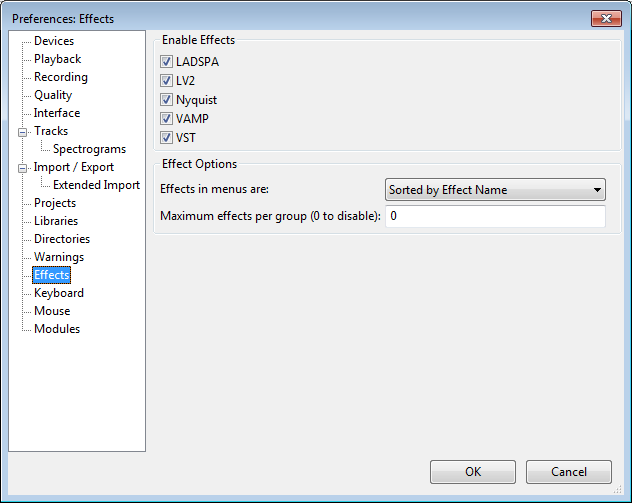 Preferences: Effects
Devices
Playback
Recording
Quality
Interface
Tracks
Spectrograms
Import / Export
Extended Import
Projects
Libraries
Directories
Warnings
Effects
Keyboard
Mouse
Modules
Enable Effects
LADSPA
LV2
Nyquist
VAMP
VST
Effect Options
Effects in menus are: Sorted by Effect Name
Maximum effects per group (0 to disable): 0
OK Cancel